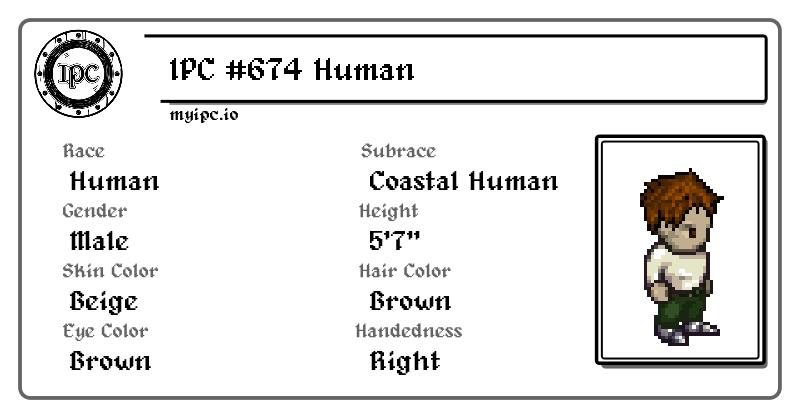 IPC
IPC #674 Human
myipc.io
Race
Human
Subrace
Coastal Human
Gender
Male
Height
5'7"
Skin Color
Beige
Hair Color
Brown
Eye Color
Brown
Handedness
Right